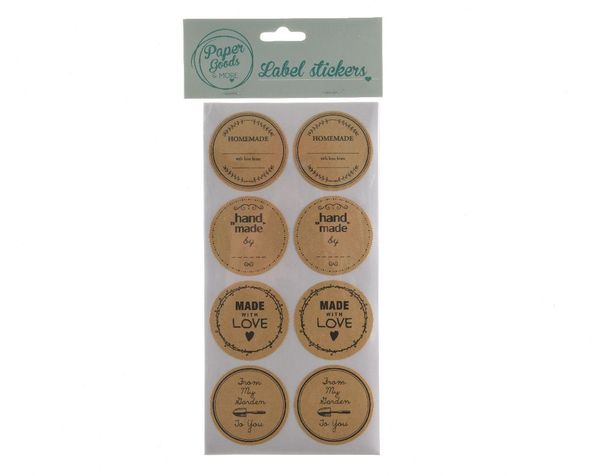 Paper
Goods
& MORE
Label stickers
HOMEMADE
with love from:
HOMEMADE
with love from:
"hand
made"
by
"hand
made"
by
MADE
WITH
LOVE
MADE
WITH
LOVE
From
My
Garden
To You
From
My
Garden
To You